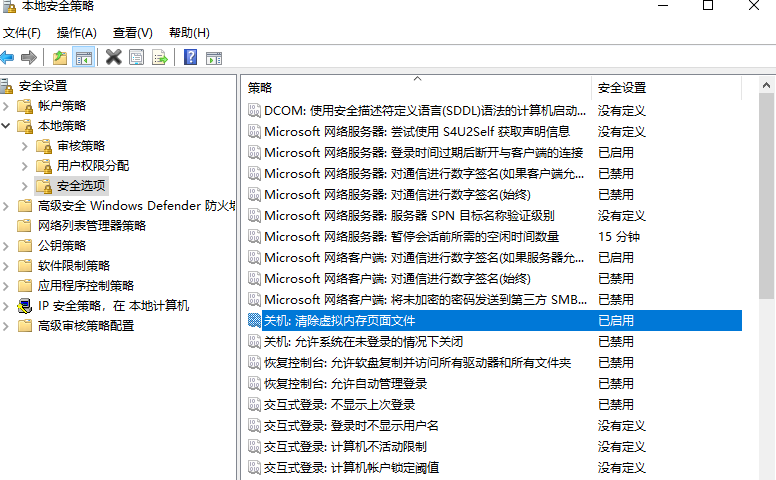 本地安全策略
文件(F) 操作(A) 查看(V) 帮助(H)
安全设置
帐户策略
本地策略
审核策略
用户权限分配
安全选项
高级安全 Windows Defender 防火墙
网络列表管理器策略
公钥策略
软件限制策略
应用程序控制策略
IP 安全策略，在 本地计算机
高级审核策略配置
策略 安全设置
DCOM: 使用安全描述符定义语言(SDDL)语法的计算机启动... 没有定义
Microsoft 网络服务器: 尝试使用 S4U2Self 获取声明信息 没有定义
Microsoft 网络服务器: 登录时间过期后断开与客户端的连接 已启用
Microsoft 网络服务器: 对通信进行数字签名(如果客户端允... 已禁用
Microsoft 网络服务器: 对通信进行数字签名(始终) 已禁用
Microsoft 网络服务器: 服务器 SPN 目标名称验证级别 没有定义
Microsoft 网络服务器: 暂停会话前所需的空闲时间数量 15 分钟
Microsoft 网络客户端: 对通信进行数字签名(如果服务器允... 已启用
Microsoft 网络客户端: 对通信进行数字签名(始终) 已禁用
Microsoft 网络客户端: 将未加密的密码发送到第三方 SMB... 已禁用
关机: 清除虚拟内存页面文件 已启用
关机: 允许系统在未登录的情况下关闭 已禁用
恢复控制台: 允许软盘复制并访问所有驱动器和所有文件夹 已禁用
恢复控制台: 允许自动管理登录 已禁用
交互式登录: 不显示上次登录 已禁用
交互式登录: 登录时不显示用户名 没有定义
交互式登录: 计算机不活动限制 没有定义
交互式登录: 计算机帐户锁定阈值 没有定义